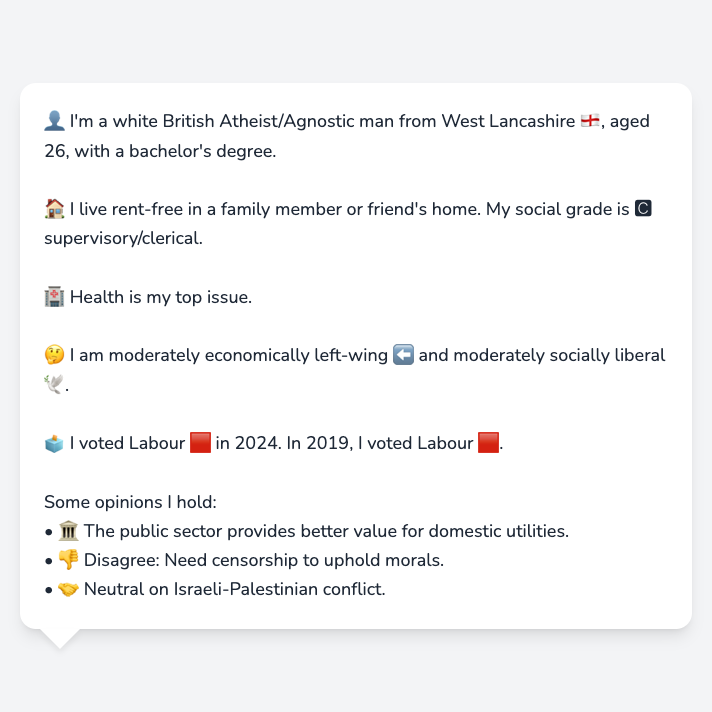 👤 I'm a white British Atheist/Agnostic man from West Lancashire 🏴󠁧󠁢󠁥󠁮󠁧󠁿, aged
26, with a bachelor's degree.
🏠 I live rent-free in a family member or friend's home. My social grade is 🅲
supervisory/clerical.
🏥 Health is my top issue.
🤔 I am moderately economically left-wing ⬅️ and moderately socially liberal
🕊️.
🗳️ I voted Labour 🟥 in 2024. In 2019, I voted Labour 🟥.
Some opinions I hold:
• 🏛️ The public sector provides better value for domestic utilities.
• 👎 Disagree: Need censorship to uphold morals.
• 🤝 Neutral on Israeli-Palestinian conflict.